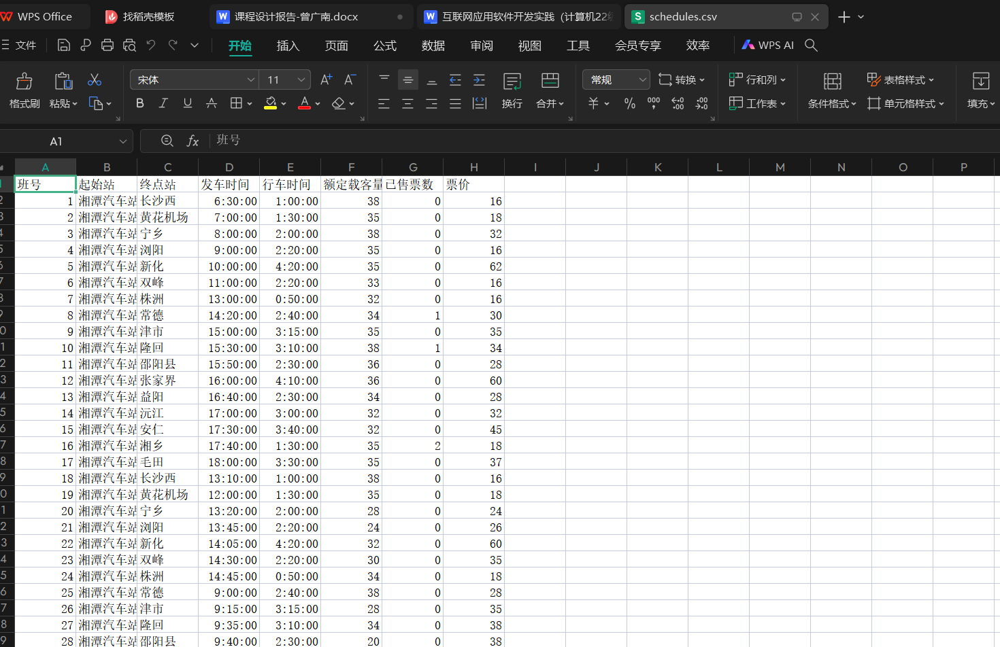 WPS Office 找稻壳模板 课程设计报告-曾广南.docx 互联网应用软件开发实践（计算机22 schedules.csv
文件 开始 插入 页面 公式 数据 审阅 视图 工具 会员专享 效率 WPS AI
宋体 11 A+ A- 常规 转换 行和列 表格样式
格式刷 粘贴 B I U A A 换行 合并 ¥ % 工作表 条件格式 单元格样式 填充
A1 fx 班号
A B C D E F G H I J K L M N O P
班号 起始站 终点站 发车时间 行车时间 额定载客量 已售票数 票价
1 湘潭汽车站 长沙西 6:30:00 1:00:00 38 0 16
2 湘潭汽车站 黄花机场 7:00:00 1:30:00 35 0 18
3 湘潭汽车站 宁乡 8:00:00 2:00:00 38 0 32
4 湘潭汽车站 浏阳 9:00:00 2:20:00 35 0 16
5 湘潭汽车站 新化 10:00:00 4:20:00 35 0 62
6 湘潭汽车站 双峰 11:00:00 2:20:00 33 0 16
7 湘潭汽车站 株洲 13:00:00 0:50:00 32 0 16
8 湘潭汽车站 常德 14:20:00 2:40:00 34 1 30
9 湘潭汽车站 津市 15:00:00 3:15:00 35 0 35
10 湘潭汽车站 隆回 15:30:00 3:10:00 38 1 34
11 湘潭汽车站 邵阳县 15:50:00 2:30:00 36 0 28
12 湘潭汽车站 张家界 16:00:00 4:10:00 36 0 60
13 湘潭汽车站 益阳 16:40:00 2:30:00 34 0 28
14 湘潭汽车站 沅江 17:00:00 3:00:00 32 0 32
15 湘潭汽车站 安仁 17:30:00 3:40:00 32 0 45
16 湘潭汽车站 湘乡 17:40:00 1:30:00 35 2 18
17 湘潭汽车站 毛田 18:00:00 3:30:00 35 0 37
18 湘潭汽车站 长沙西 13:10:00 1:00:00 38 0 16
19 湘潭汽车站 黄花机场 12:00:00 1:30:00 35 0 18
20 湘潭汽车站 宁乡 13:20:00 2:00:00 28 0 24
21 湘潭汽车站 浏阳 13:45:00 2:20:00 24 0 26
22 湘潭汽车站 新化 14:05:00 4:20:00 32 0 60
23 湘潭汽车站 双峰 14:30:00 2:20:00 30 0 35
24 湘潭汽车站 株洲 14:45:00 0:50:00 34 0 18
25 湘潭汽车站 常德 9:00:00 2:40:00 38 0 28
26 湘潭汽车站 津市 9:15:00 3:15:00 28 0 35
27 湘潭汽车站 隆回 9:35:00 3:10:00 34 0 38
28 湘潭汽车站 邵阳县 9:40:00 2:30:00 20 0 38